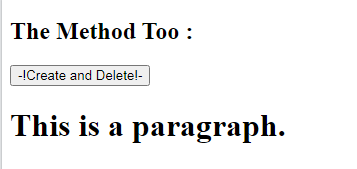 The Method Too :
-!Create and Delete!-
This is a paragraph.